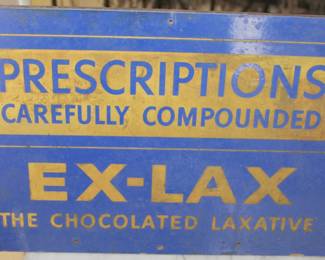 PRESCRIPTIONS
CAREFULLY COMPOUNDED
EX-LAX
THE CHOCOLATED LAXATIVE